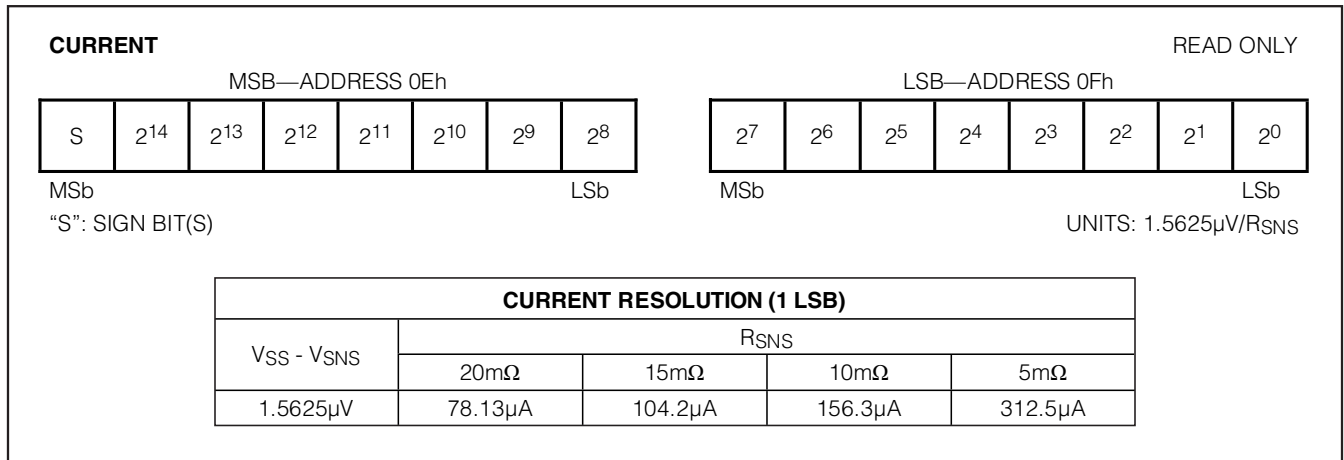 CURRENT READ ONLY
MSB—ADDRESS 0Eh LSB—ADDRESS 0Fh
S 2^14 2^13 2^12 2^11 2^10 2^9 2^8 2^7 2^6 2^5 2^4 2^3 2^2 2^1 2^0
MSb LSb MSb LSb
“S”: SIGN BIT(S) UNITS: 1.5625µV/RSNS
CURRENT RESOLUTION (1 LSB)
VSS - VSNS RSNS
20mΩ 15mΩ 10mΩ 5mΩ
1.5625µV 78.13µA 104.2µA 156.3µA 312.5µA